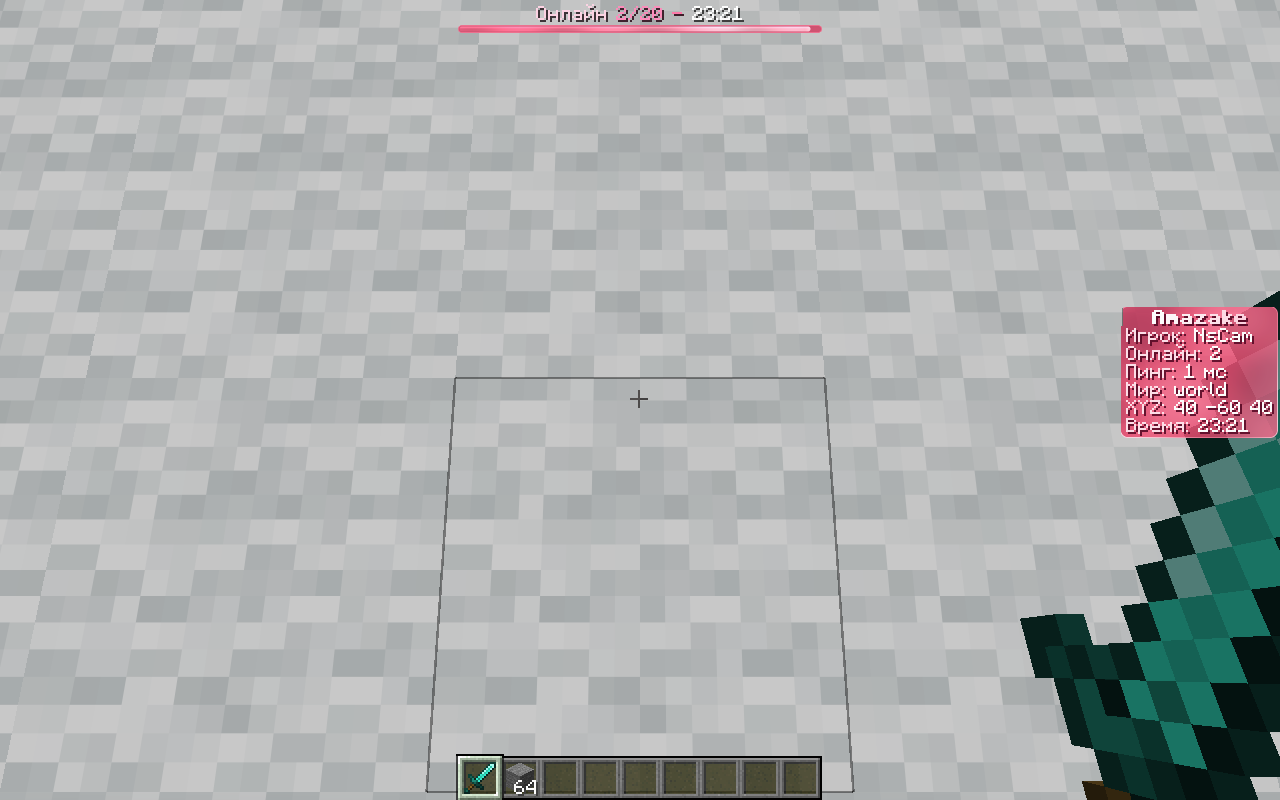 Онлайн 2/20 - 23:21
Amazake
Игрок: NsCam
Онлайн: 2
Пинг: 1 мс
Мир: world
XYZ: 40 -60 40
Время: 23:21
64